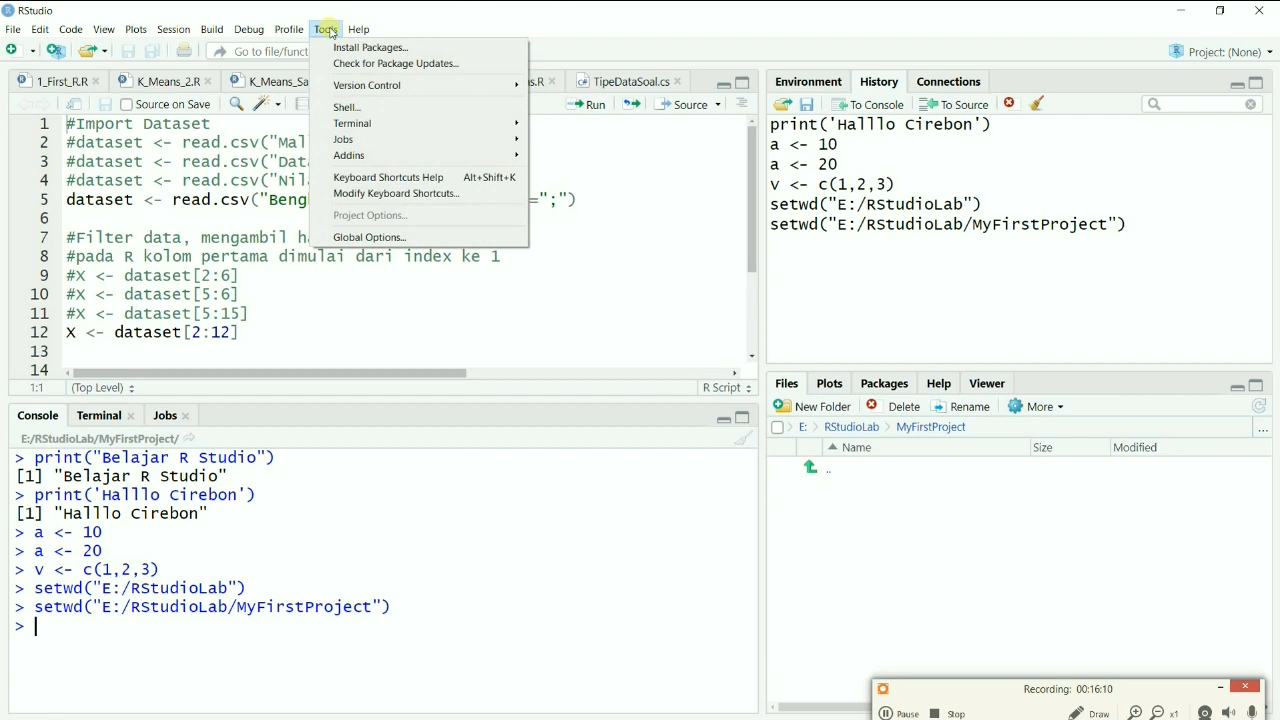 RStudio
File Edit Code View Plots Session Build Debug Profile Tools Help
Go to file/funct
Project: (None)
Install Packages...
Check for Package Updates...
Version Control
Shell...
Terminal
Jobs
Addins
Keyboard Shortcuts Help Alt+Shift+K
Modify Keyboard Shortcuts...
Project Options...
Global Options...
1_First_R.R K_Means_2.R K_Means_Sa s.R TipeDataSoal.cs
Source on Save Run Source
1 #Import Dataset
2 #dataset <- read.csv("Mal
3 #dataset <- read.csv("Dat
4 #dataset <- read.csv("Nil
5 dataset <- read.csv("Beng =";")
6
7 #Filter data, mengambil h
8 #pada R kolom pertama dimulai dari index ke 1
9 #X <- dataset[2:6]
10 #X <- dataset[5:6]
11 #X <- dataset[5:15]
12 X <- dataset[2:12]
13
14
1:1 (Top Level) R Script
Console Terminal Jobs
E:/RStudioLab/MyFirstProject/
> print("Belajar R Studio")
[1] "Belajar R Studio"
> print('Halllo Cirebon')
[1] "Halllo Cirebon"
> a <- 10
> a <- 20
> v <- c(1,2,3)
> setwd("E:/RStudioLab")
> setwd("E:/RStudioLab/MyFirstProject")
>
Environment History Connections
To Console To Source
print('Halllo Cirebon')
a <- 10
a <- 20
v <- c(1,2,3)
setwd("E:/RStudioLab")
setwd("E:/RStudioLab/MyFirstProject")
Files Plots Packages Help Viewer
New Folder Delete Rename More
E: RStudioLab MyFirstProject ...
Name Size Modified
..
Recording: 00:16:10
Pause Stop Draw x1